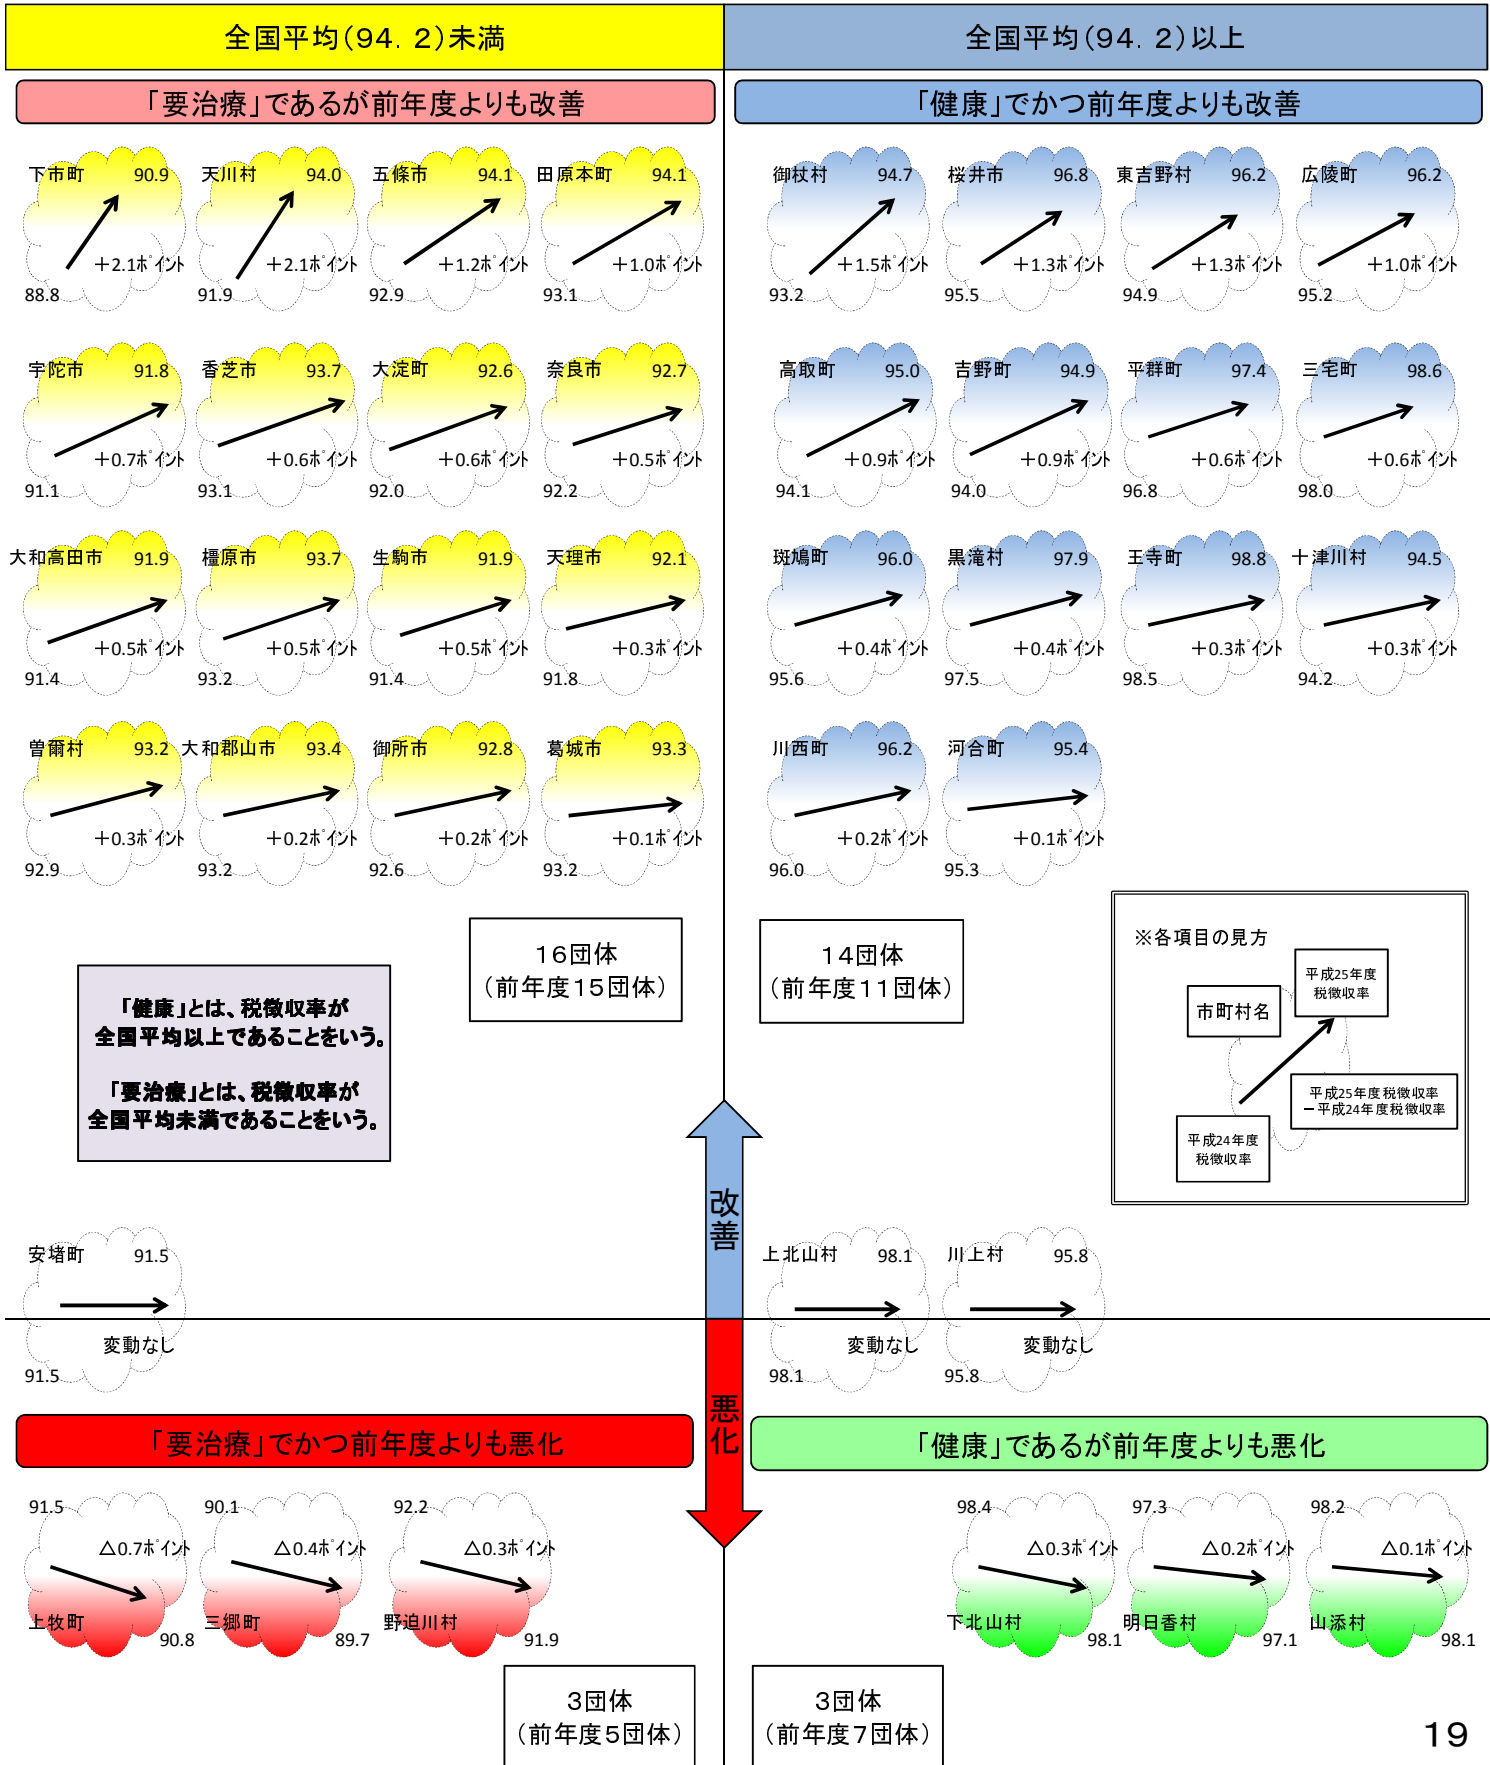 全国平均（94．2）未満
全国平均（94．2）以上
「要治療」であるが前年度よりも改善
「健康」でかつ前年度よりも改善
下市町 90.9
＋2.1ﾎﾟｲﾝﾄ
88.8
天川村 94.0
＋2.1ﾎﾟｲﾝﾄ
91.9
五條市 94.1
＋1.2ﾎﾟｲﾝﾄ
92.9
田原本町 94.1
＋1.0ﾎﾟｲﾝﾄ
93.1
御杖村 94.7
＋1.5ﾎﾟｲﾝﾄ
93.2
桜井市 96.8
＋1.3ﾎﾟｲﾝﾄ
95.5
東吉野村 96.2
＋1.3ﾎﾟｲﾝﾄ
94.9
広陵町 96.2
＋1.0ﾎﾟｲﾝﾄ
95.2
宇陀市 91.8
＋0.7ﾎﾟｲﾝﾄ
91.1
香芝市 93.7
＋0.6ﾎﾟｲﾝﾄ
93.1
大淀町 92.6
＋0.6ﾎﾟｲﾝﾄ
92.0
奈良市 92.7
＋0.5ﾎﾟｲﾝﾄ
92.2
高取町 95.0
＋0.9ﾎﾟｲﾝﾄ
94.1
吉野町 94.9
＋0.9ﾎﾟｲﾝﾄ
94.0
平群町 97.4
＋0.6ﾎﾟｲﾝﾄ
96.8
三宅町 98.6
＋0.6ﾎﾟｲﾝﾄ
98.0
大和高田市 91.9
＋0.5ﾎﾟｲﾝﾄ
91.4
橿原市 93.7
＋0.5ﾎﾟｲﾝﾄ
93.2
生駒市 91.9
＋0.5ﾎﾟｲﾝﾄ
91.4
天理市 92.1
＋0.3ﾎﾟｲﾝﾄ
91.8
斑鳩町 96.0
＋0.4ﾎﾟｲﾝﾄ
95.6
黒滝村 97.9
＋0.4ﾎﾟｲﾝﾄ
97.5
王寺町 98.8
＋0.3ﾎﾟｲﾝﾄ
98.5
十津川村 94.5
＋0.3ﾎﾟｲﾝﾄ
94.2
曽爾村 93.2
＋0.3ﾎﾟｲﾝﾄ
92.9
大和郡山市 93.4
＋0.2ﾎﾟｲﾝﾄ
93.2
御所市 92.8
＋0.2ﾎﾟｲﾝﾄ
92.6
葛城市 93.3
＋0.1ﾎﾟｲﾝﾄ
93.2
川西町 96.2
＋0.2ﾎﾟｲﾝﾄ
96.0
河合町 95.4
＋0.1ﾎﾟｲﾝﾄ
95.3
16団体
（前年度15団体）
14団体
（前年度11団体）
「健康」とは、税徴収率が
全国平均以上であることをいう。
「要治療」とは、税徴収率が
全国平均未満であることをいう。
※各項目の見方
平成25年度
税徴収率
市町村名
平成25年度税徴収率
－平成24年度税徴収率
平成24年度
税徴収率
改善
安堵町 91.5
変動なし
91.5
上北山村 98.1
変動なし
98.1
川上村 95.8
変動なし
95.8
悪化
「要治療」でかつ前年度よりも悪化
「健康」であるが前年度よりも悪化
91.5
△0.7ﾎﾟｲﾝﾄ
上牧町 90.8
90.1
△0.4ﾎﾟｲﾝﾄ
三郷町 89.7
92.2
△0.3ﾎﾟｲﾝﾄ
野迫川村 91.9
98.4
△0.3ﾎﾟｲﾝﾄ
下北山村 98.1
97.3
△0.2ﾎﾟｲﾝﾄ
明日香村 97.1
98.2
△0.1ﾎﾟｲﾝﾄ
山添村 98.1
3団体
（前年度5団体）
3団体
（前年度7団体）
19